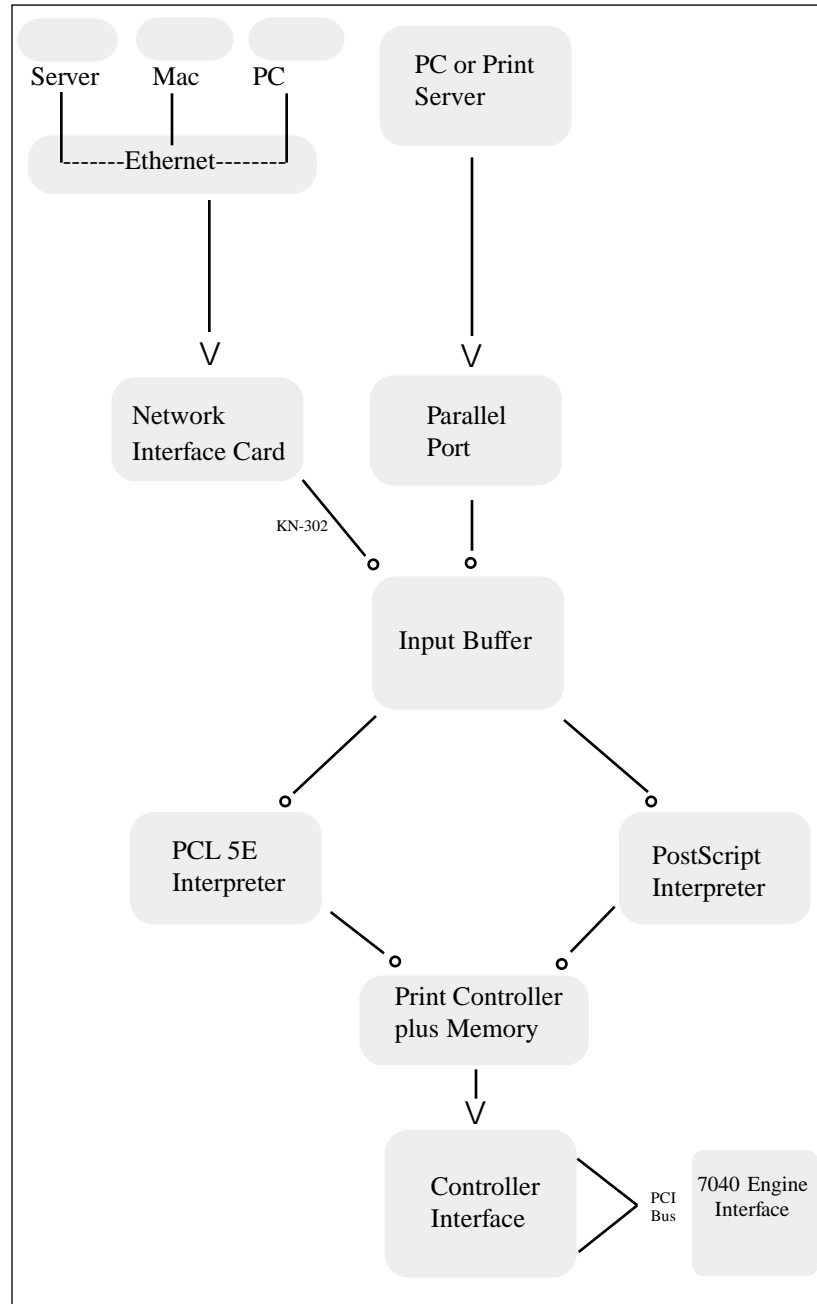 Server Mac PC
-------Ethernet--------
PC or Print
Server
Network
Interface Card
Parallel
Port
KN-302
Input Buffer
PCL 5E
Interpreter
PostScript
Interpreter
Print Controller
plus Memory
Controller
Interface
PCI
Bus
7040 Engine
Interface